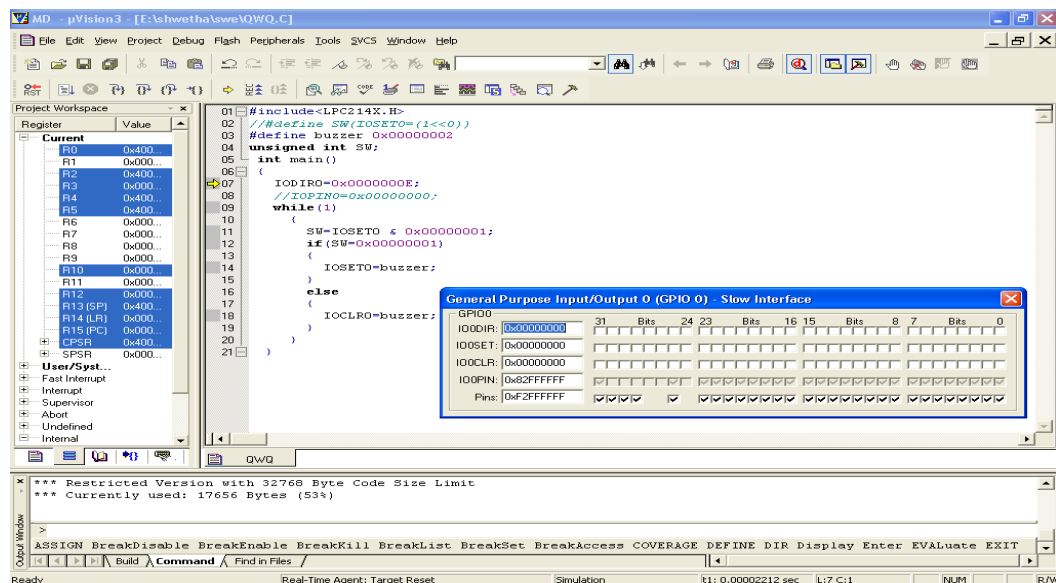 MD - µVision3 - [E:\shwetha\swe\QWQ.C]
File Edit View Project Debug Flash Peripherals Tools SVCS Window Help
RST
Project Workspace
Register Value
Current
R0 0x400...
R1 0x000...
R2 0x400...
R3 0x000...
R4 0x400...
R5 0x400...
R6 0x000...
R7 0x000...
R8 0x000...
R9 0x000...
R10 0x000...
R11 0x000...
R12 0x000...
R13 (SP) 0x400...
R14 (LR) 0x000...
R15 (PC) 0x000...
CPSR 0x400...
SPSR 0x000...
User/Syst...
Fast Interrupt
Interrupt
Supervisor
Abort
Undefined
Internal
01 #include<LPC214X.H>
02 //#define SW(IOSET0=(1<<0))
03 #define buzzer 0x00000002
04 unsigned int SW;
05 int main()
06 {
07 IODIR0=0x0000000E;
08 //IOPIN0=0x00000000;
09 while(1)
10 {
11 SW=IOSET0 & 0x00000001;
12 if(SW=0x00000001)
13 {
14 IOSET0=buzzer;
15 }
16 else
17 {
18 IOCLR0=buzzer;
19 }
20 }
21 }
General Purpose Input/Output 0 (GPIO 0) - Slow Interface
GPIO0
31 Bits 24 23 Bits 16 15 Bits 8 7 Bits 0
IO0DIR: 0x00000000
IO0SET: 0x00000000
IO0CLR: 0x00000000
IO0PIN: 0x82FFFFFF
Pins: 0xF2FFFFFF
QWQ
*** Restricted Version with 32768 Byte Code Size Limit
*** Currently used: 17656 Bytes (53%)
>
ASSIGN BreakDisable BreakEnable BreakKill BreakList BreakSet BreakAccess COVERAGE DEFINE DIR Display Enter EVALuate EXIT
Output Window
Build Command Find in Files
Ready Real-Time Agent: Target Reset Simulation t1: 0.00002212 sec L:7 C:1 NUM R/W